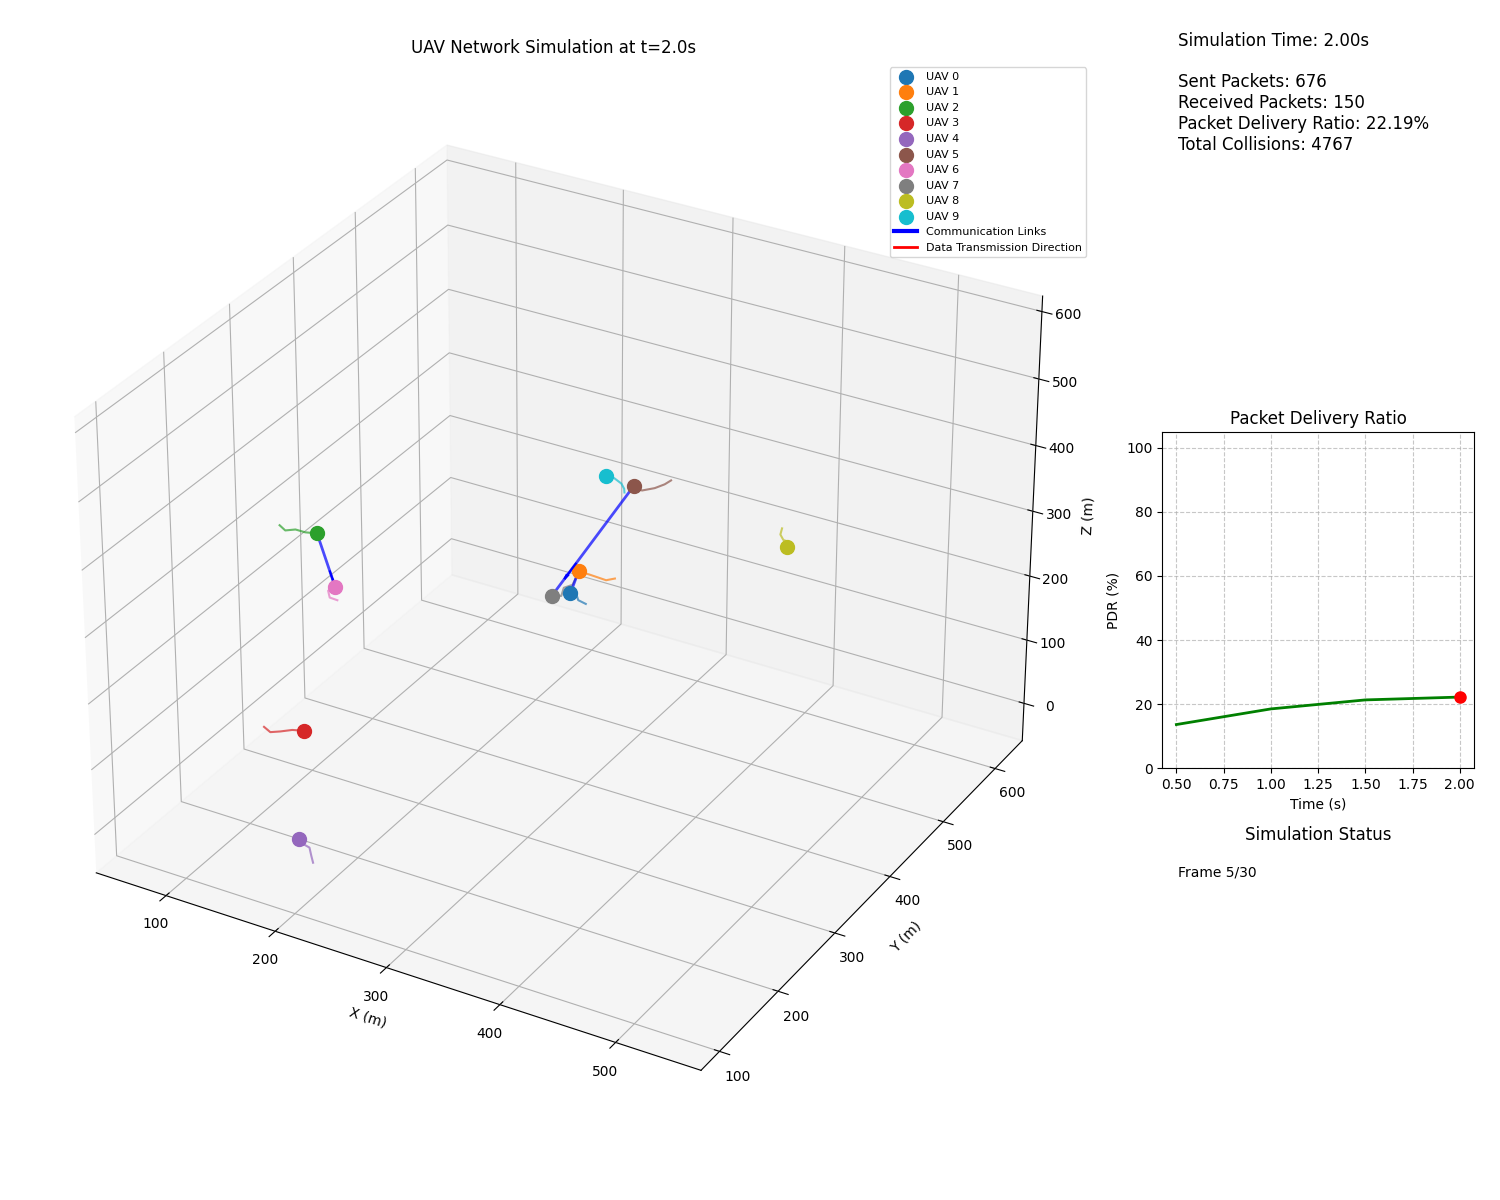 UAV Network Simulation at t=2.0s
UAV 0
UAV 1
UAV 2
UAV 3
UAV 4
UAV 5
UAV 6
UAV 7
UAV 8
UAV 9
Communication Links
Data Transmission Direction
600
500
400
300
200
100
0
Z (m)
600
500
400
300
200
100
Y (m)
100
200
300
400
500
X (m)
Simulation Time: 2.00s
Sent Packets: 676
Received Packets: 150
Packet Delivery Ratio: 22.19%
Total Collisions: 4767
Packet Delivery Ratio
100
80
60
40
20
0
PDR (%)
0.50 0.75 1.00 1.25 1.50 1.75 2.00
Time (s)
Simulation Status
Frame 5/30